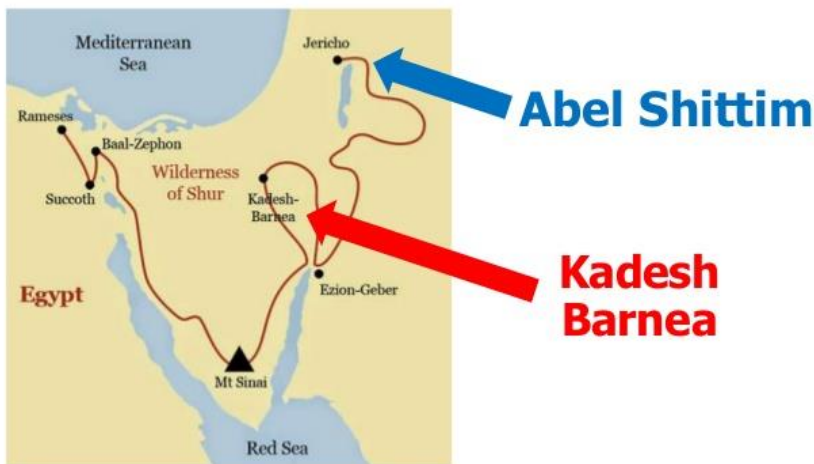 Mediterranean
Sea
Jericho
Abel Shittim
Rameses
Baal-Zephon
Wilderness
of Shur
Succoth
Kadesh-
Barnea
Kadesh
Barnea
Egypt
Ezion-Geber
Mt Sinai
Red Sea